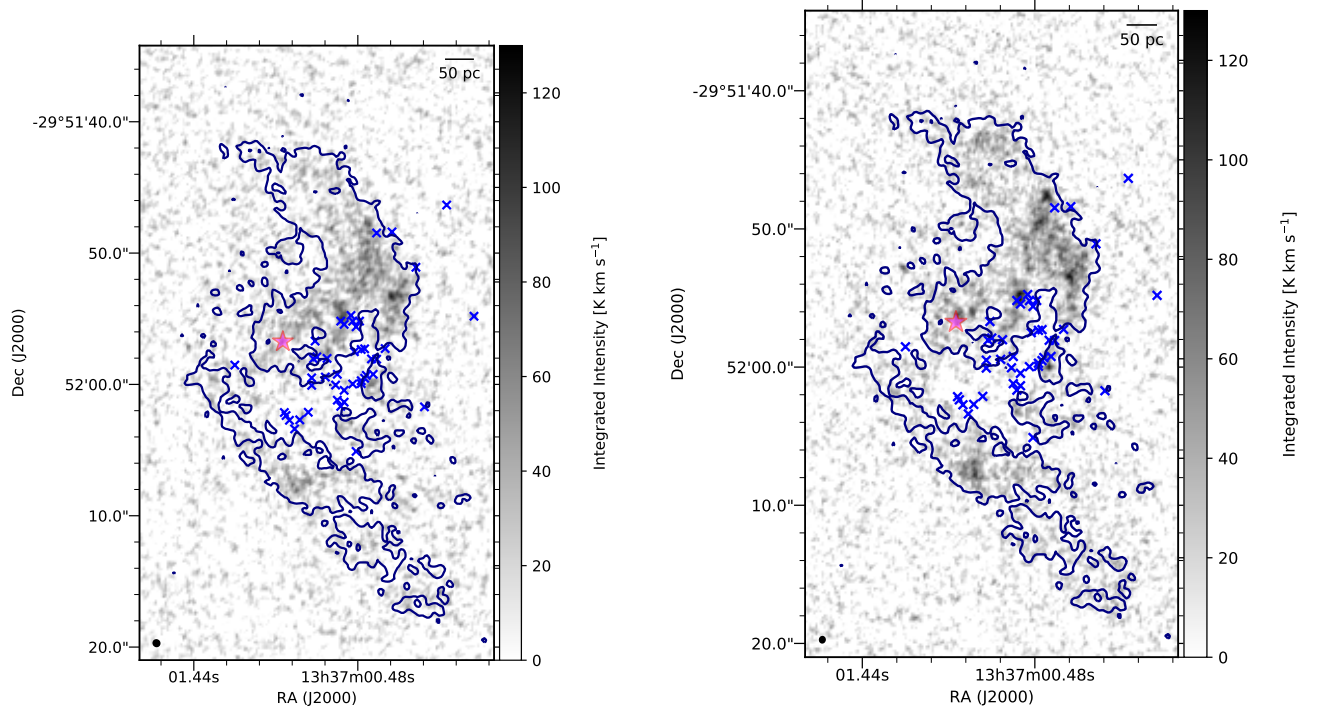 50 pc
-29°51'40.0"
50.0"
52'00.0"
10.0"
20.0"
Dec (J2000)
01.44s
13h37m00.48s
RA (J2000)
120
100
80
60
40
20
0
Integrated Intensity [K km s⁻¹]
50 pc
-29°51'40.0"
50.0"
52'00.0"
10.0"
20.0"
Dec (J2000)
01.44s
13h37m00.48s
RA (J2000)
120
100
80
60
40
20
0
Integrated Intensity [K km s⁻¹]